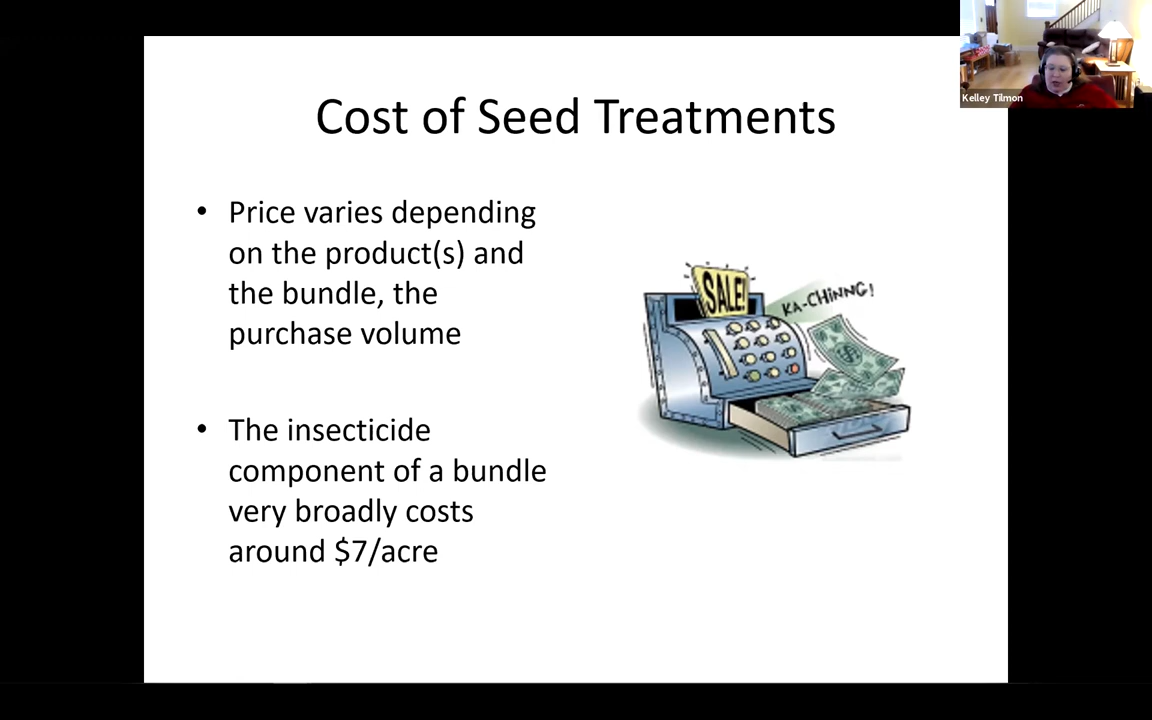 Kelley Tilmon
Cost of Seed Treatments
• Price varies depending
on the product(s) and
the bundle, the
purchase volume
• The insecticide
component of a bundle
very broadly costs
around $7/acre
SALE!
KA-CHINNG!